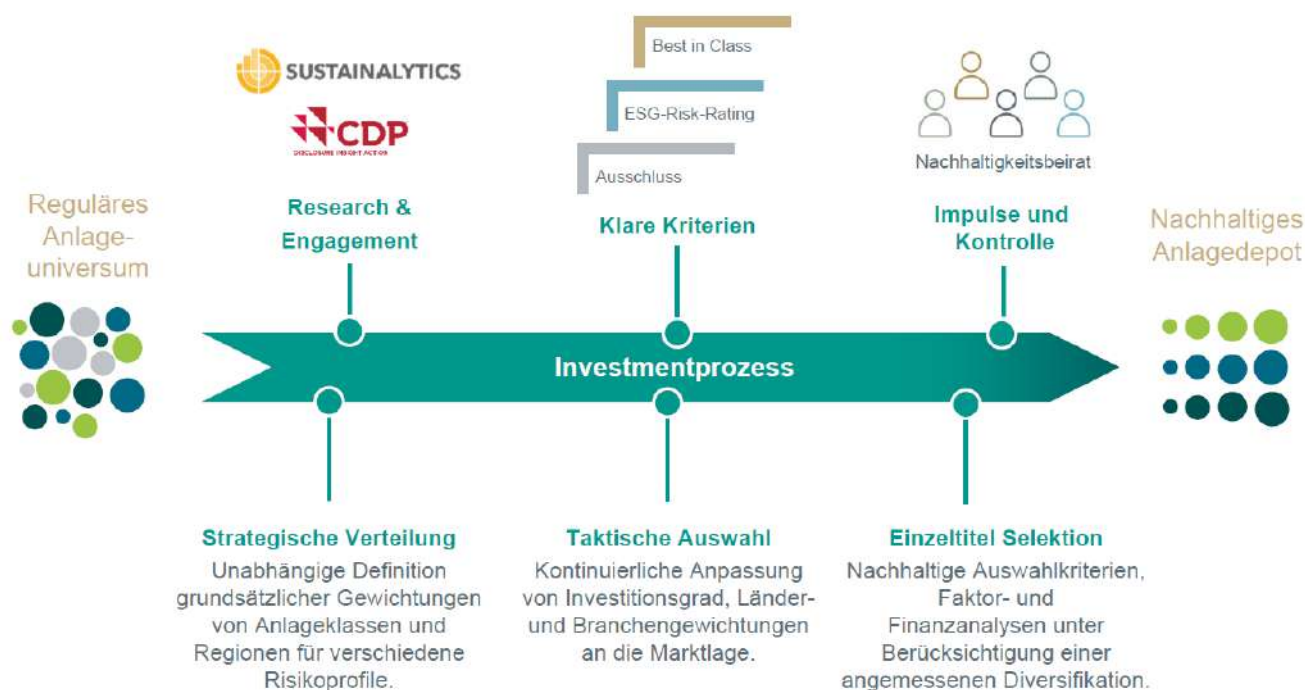 SUSTAINALYTICS
CDP
DISCLOSURE INSIGHT ACTION
Best in Class
ESG-Risk-Rating
Ausschluss
Nachhaltigkeitsbeirat
Reguläres
Anlage-
universum
Research &
Engagement
Klare Kriterien
Impulse und
Kontrolle
Nachhaltiges
Anlagedepot
Investmentprozess
Strategische Verteilung
Unabhängige Definition
grundsätzlicher Gewichtungen
von Anlageklassen und
Regionen für verschiedene
Risikoprofile.
Taktische Auswahl
Kontinuierliche Anpassung
von Investitionsgrad, Länder-
und Branchengewichtungen
an die Marktlage.
Einzeltitel Selektion
Nachhaltige Auswahlkriterien,
Faktor- und
Finanzanalysen unter
Berücksichtigung einer
angemessenen Diversifikation.